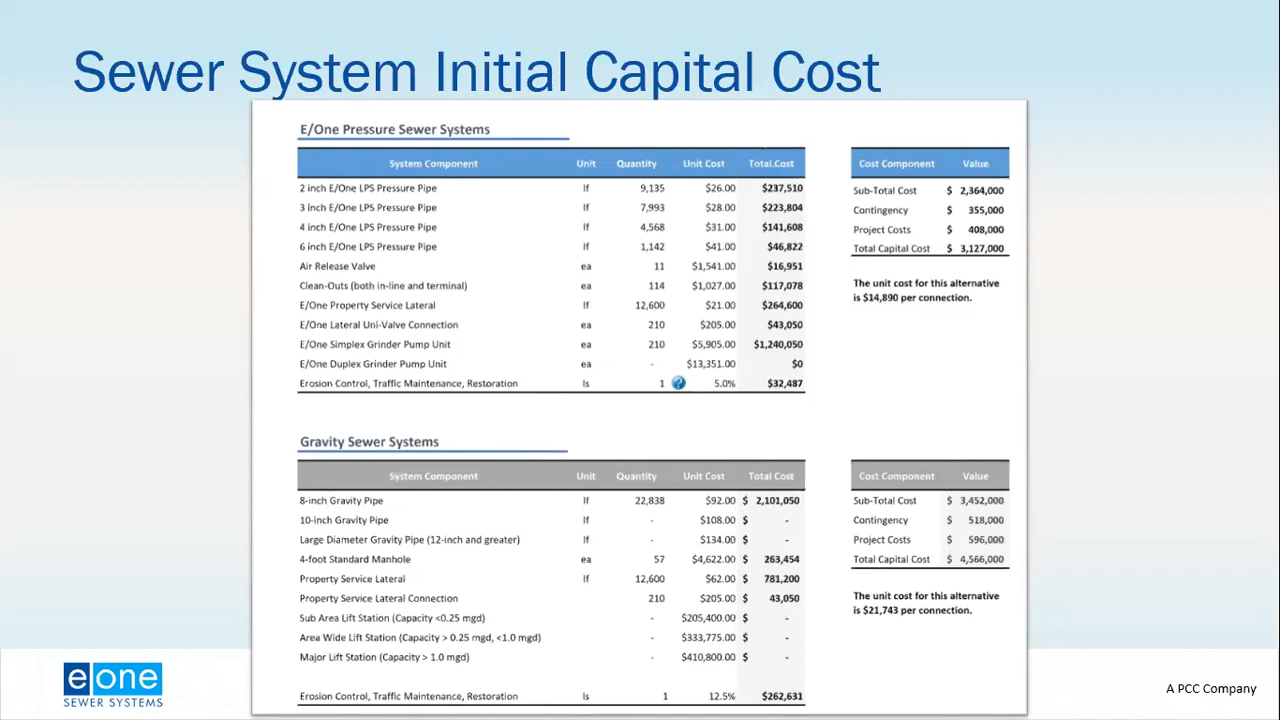 Sewer System Initial Capital Cost
E/One Pressure Sewer Systems
System Component Unit Quantity Unit Cost Total Cost
2 inch E/One LPS Pressure Pipe lf 9,135 $26.00 $237,510
3 inch E/One LPS Pressure Pipe lf 7,993 $28.00 $223,804
4 inch E/One LPS Pressure Pipe lf 4,568 $31.00 $141,608
6 inch E/One LPS Pressure Pipe lf 1,142 $41.00 $46,822
Air Release Valve ea 11 $1,541.00 $16,951
Clean-Outs (both in-line and terminal) ea 114 $1,027.00 $117,078
E/One Property Service Lateral lf 12,600 $21.00 $264,600
E/One Lateral Uni-Valve Connection ea 210 $205.00 $43,050
E/One Simplex Grinder Pump Unit ea 210 $5,905.00 $1,240,050
E/One Duplex Grinder Pump Unit ea - $13,351.00 $0
Erosion Control, Traffic Maintenance, Restoration ls 1 ? 5.0% $32,487
Cost Component Value
Sub-Total Cost $ 2,364,000
Contingency $ 355,000
Project Costs $ 408,000
Total Capital Cost $ 3,127,000
The unit cost for this alternative
is $14,890 per connection.
Gravity Sewer Systems
System Component Unit Quantity Unit Cost Total Cost
8-inch Gravity Pipe lf 22,838 $92.00 $ 2,101,050
10-inch Gravity Pipe lf - $108.00 $ -
Large Diameter Gravity Pipe (12-inch and greater) lf - $134.00 $ -
4-foot Standard Manhole ea 57 $4,622.00 $ 263,454
Property Service Lateral lf 12,600 $62.00 $ 781,200
Property Service Lateral Connection 210 $205.00 $ 43,050
Sub Area Lift Station (Capacity <0.25 mgd) - $205,400.00 $ -
Area Wide Lift Station (Capacity > 0.25 mgd, <1.0 mgd) - $333,775.00 $ -
Major Lift Station (Capacity > 1.0 mgd) - $410,800.00 $ -
Erosion Control, Traffic Maintenance, Restoration ls 1 12.5% $262,631
Cost Component Value
Sub-Total Cost $ 3,452,000
Contingency $ 518,000
Project Costs $ 596,000
Total Capital Cost $ 4,566,000
The unit cost for this alternative
is $21,743 per connection.
e one
SEWER SYSTEMS
A PCC Company